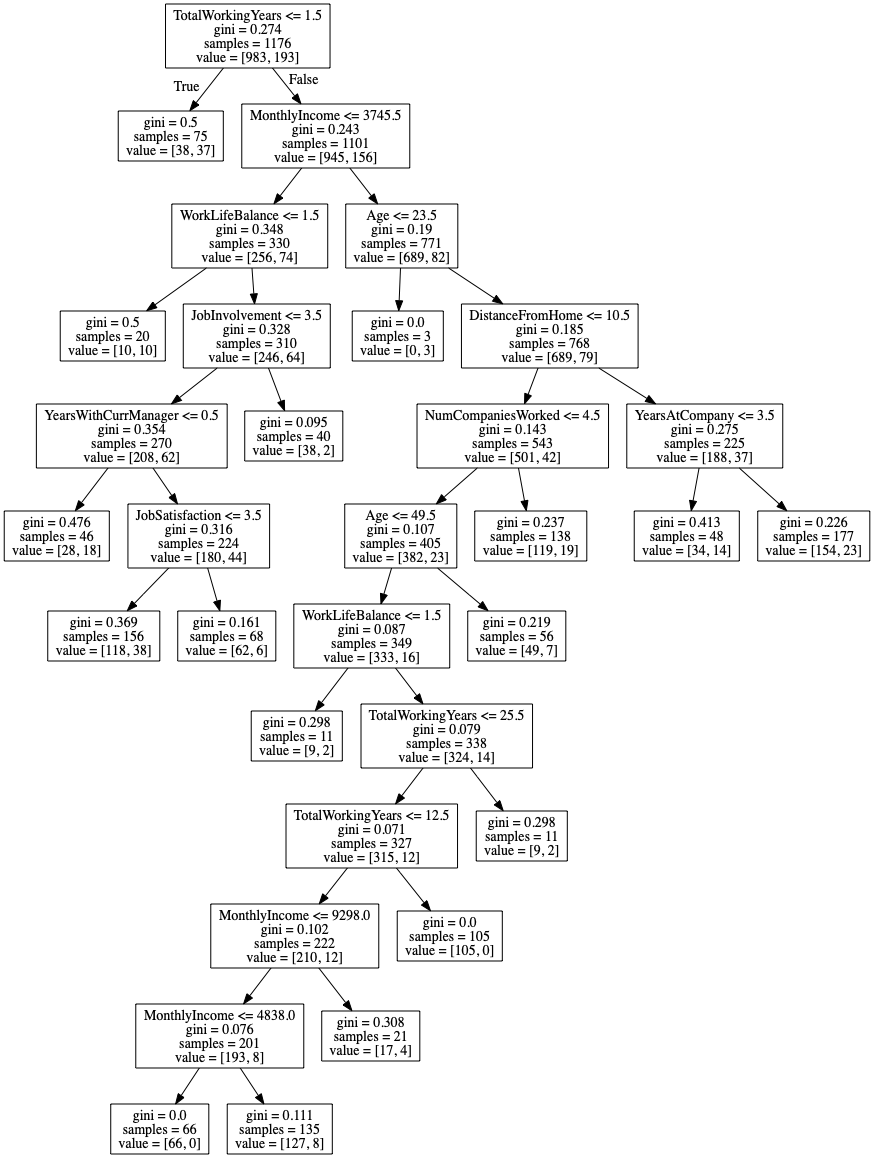 TotalWorkingYears <= 1.5
gini = 0.274
samples = 1176
value = [983, 193]
True
False
gini = 0.5
samples = 75
value = [38, 37]
MonthlyIncome <= 3745.5
gini = 0.243
samples = 1101
value = [945, 156]
WorkLifeBalance <= 1.5
gini = 0.348
samples = 330
value = [256, 74]
Age <= 23.5
gini = 0.19
samples = 771
value = [689, 82]
gini = 0.5
samples = 20
value = [10, 10]
JobInvolvement <= 3.5
gini = 0.328
samples = 310
value = [246, 64]
gini = 0.0
samples = 3
value = [0, 3]
DistanceFromHome <= 10.5
gini = 0.185
samples = 768
value = [689, 79]
YearsWithCurrManager <= 0.5
gini = 0.354
samples = 270
value = [208, 62]
gini = 0.095
samples = 40
value = [38, 2]
NumCompaniesWorked <= 4.5
gini = 0.143
samples = 543
value = [501, 42]
YearsAtCompany <= 3.5
gini = 0.275
samples = 225
value = [188, 37]
gini = 0.476
samples = 46
value = [28, 18]
JobSatisfaction <= 3.5
gini = 0.316
samples = 224
value = [180, 44]
Age <= 49.5
gini = 0.107
samples = 405
value = [382, 23]
gini = 0.237
samples = 138
value = [119, 19]
gini = 0.413
samples = 48
value = [34, 14]
gini = 0.226
samples = 177
value = [154, 23]
gini = 0.369
samples = 156
value = [118, 38]
gini = 0.161
samples = 68
value = [62, 6]
WorkLifeBalance <= 1.5
gini = 0.087
samples = 349
value = [333, 16]
gini = 0.219
samples = 56
value = [49, 7]
gini = 0.298
samples = 11
value = [9, 2]
TotalWorkingYears <= 25.5
gini = 0.079
samples = 338
value = [324, 14]
TotalWorkingYears <= 12.5
gini = 0.071
samples = 327
value = [315, 12]
gini = 0.298
samples = 11
value = [9, 2]
MonthlyIncome <= 9298.0
gini = 0.102
samples = 222
value = [210, 12]
gini = 0.0
samples = 105
value = [105, 0]
MonthlyIncome <= 4838.0
gini = 0.076
samples = 201
value = [193, 8]
gini = 0.308
samples = 21
value = [17, 4]
gini = 0.0
samples = 66
value = [66, 0]
gini = 0.111
samples = 135
value = [127, 8]